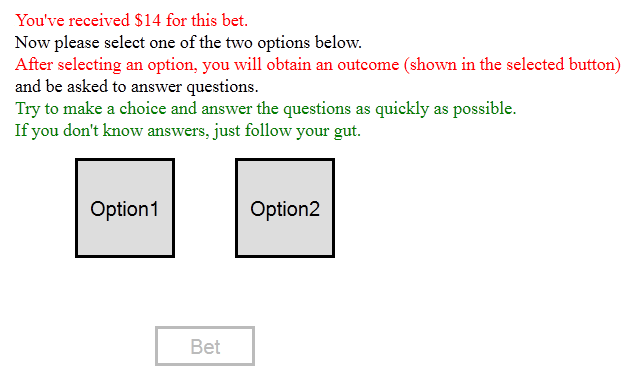 You've received $14 for this bet.
Now please select one of the two options below.
After selecting an option, you will obtain an outcome (shown in the selected button)
and be asked to answer questions.
Try to make a choice and answer the questions as quickly as possible.
If you don't know answers, just follow your gut.
Option1 Option2
Bet